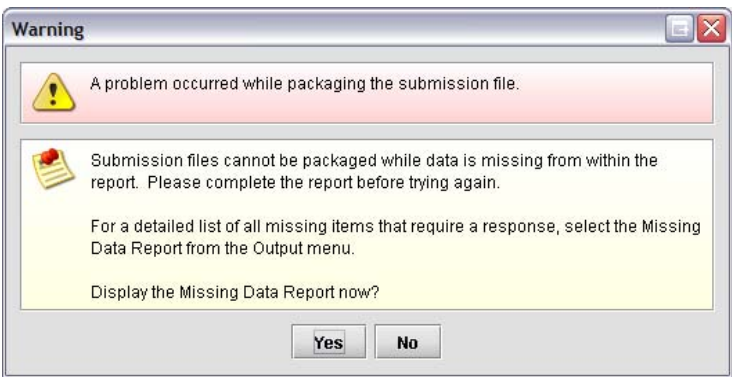 Warning
A problem occurred while packaging the submission file.
Submission files cannot be packaged while data is missing from within the
report. Please complete the report before trying again.
For a detailed list of all missing items that require a response, select the Missing
Data Report from the Output menu.
Display the Missing Data Report now?
Yes No